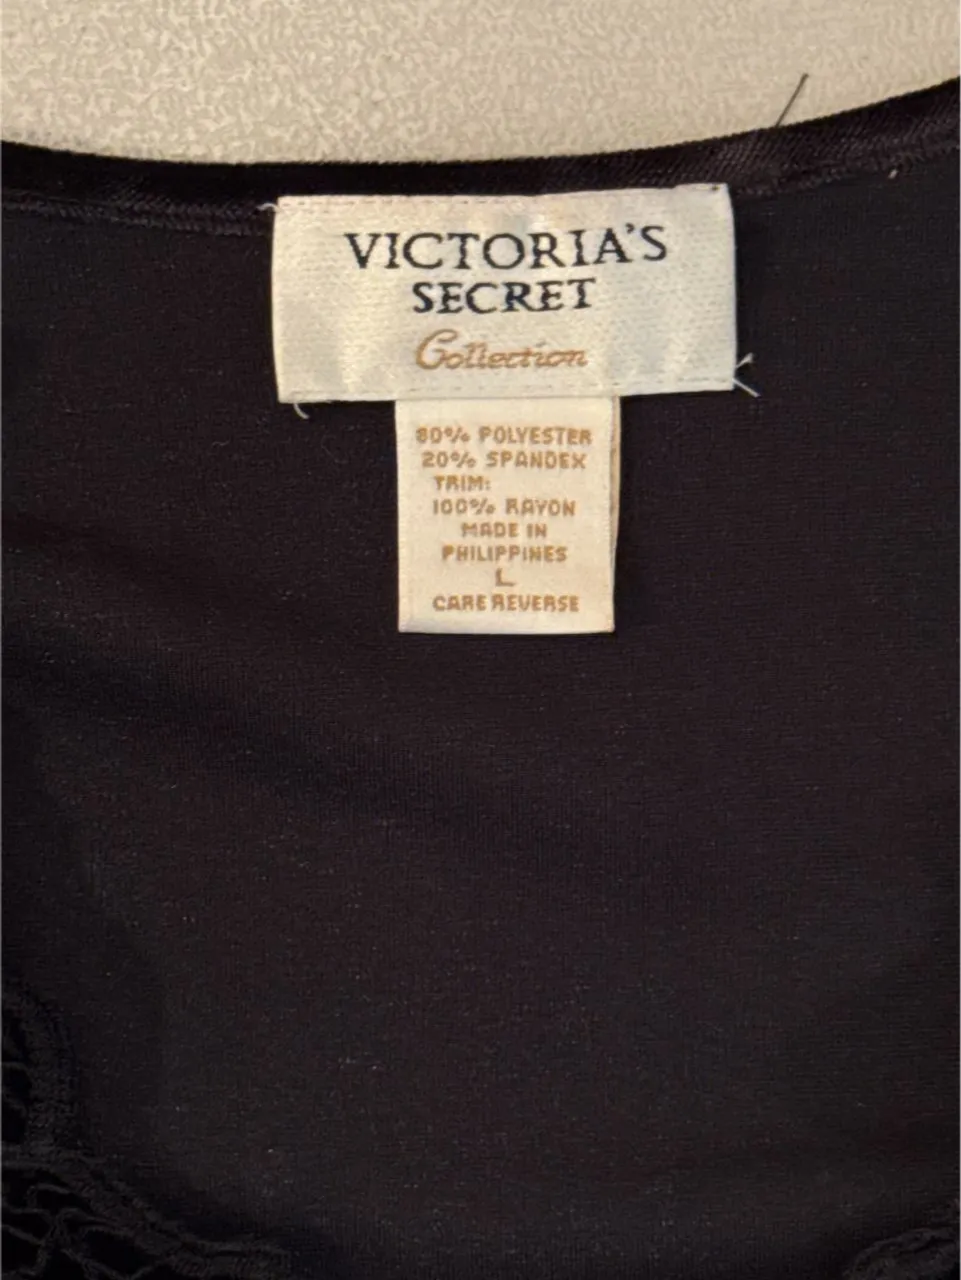 VICTORIA'S
SECRET
Collection
80% POLYESTER
20% SPANDEX
TRIM:
100% RAYON
MADE IN
PHILIPPINES
L
CARE REVERSE